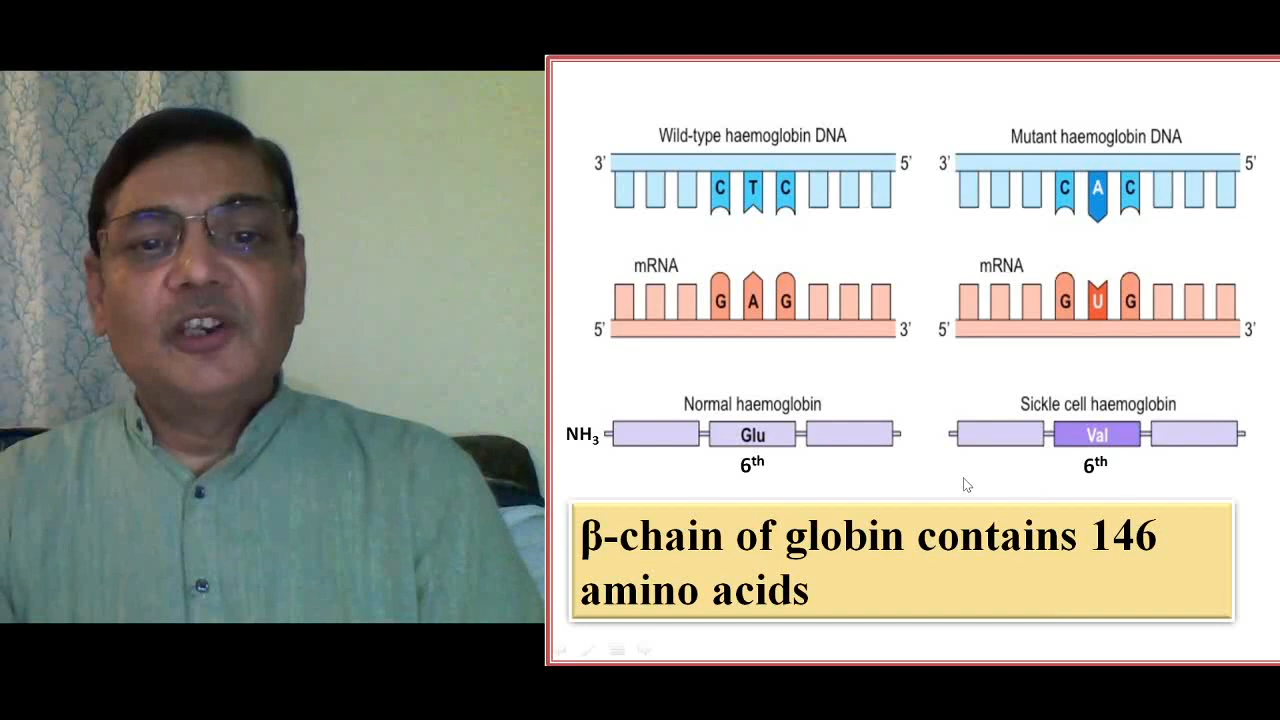 Wild-type haemoglobin DNA
3’ 5’
C T C
mRNA
G A G
5’ 3’
Normal haemoglobin
NH3 Glu
6th
Mutant haemoglobin DNA
3’ 5’
C A C
mRNA
G U G
5’ 3’
Sickle cell haemoglobin
Val
6th
β-chain of globin contains 146
amino acids